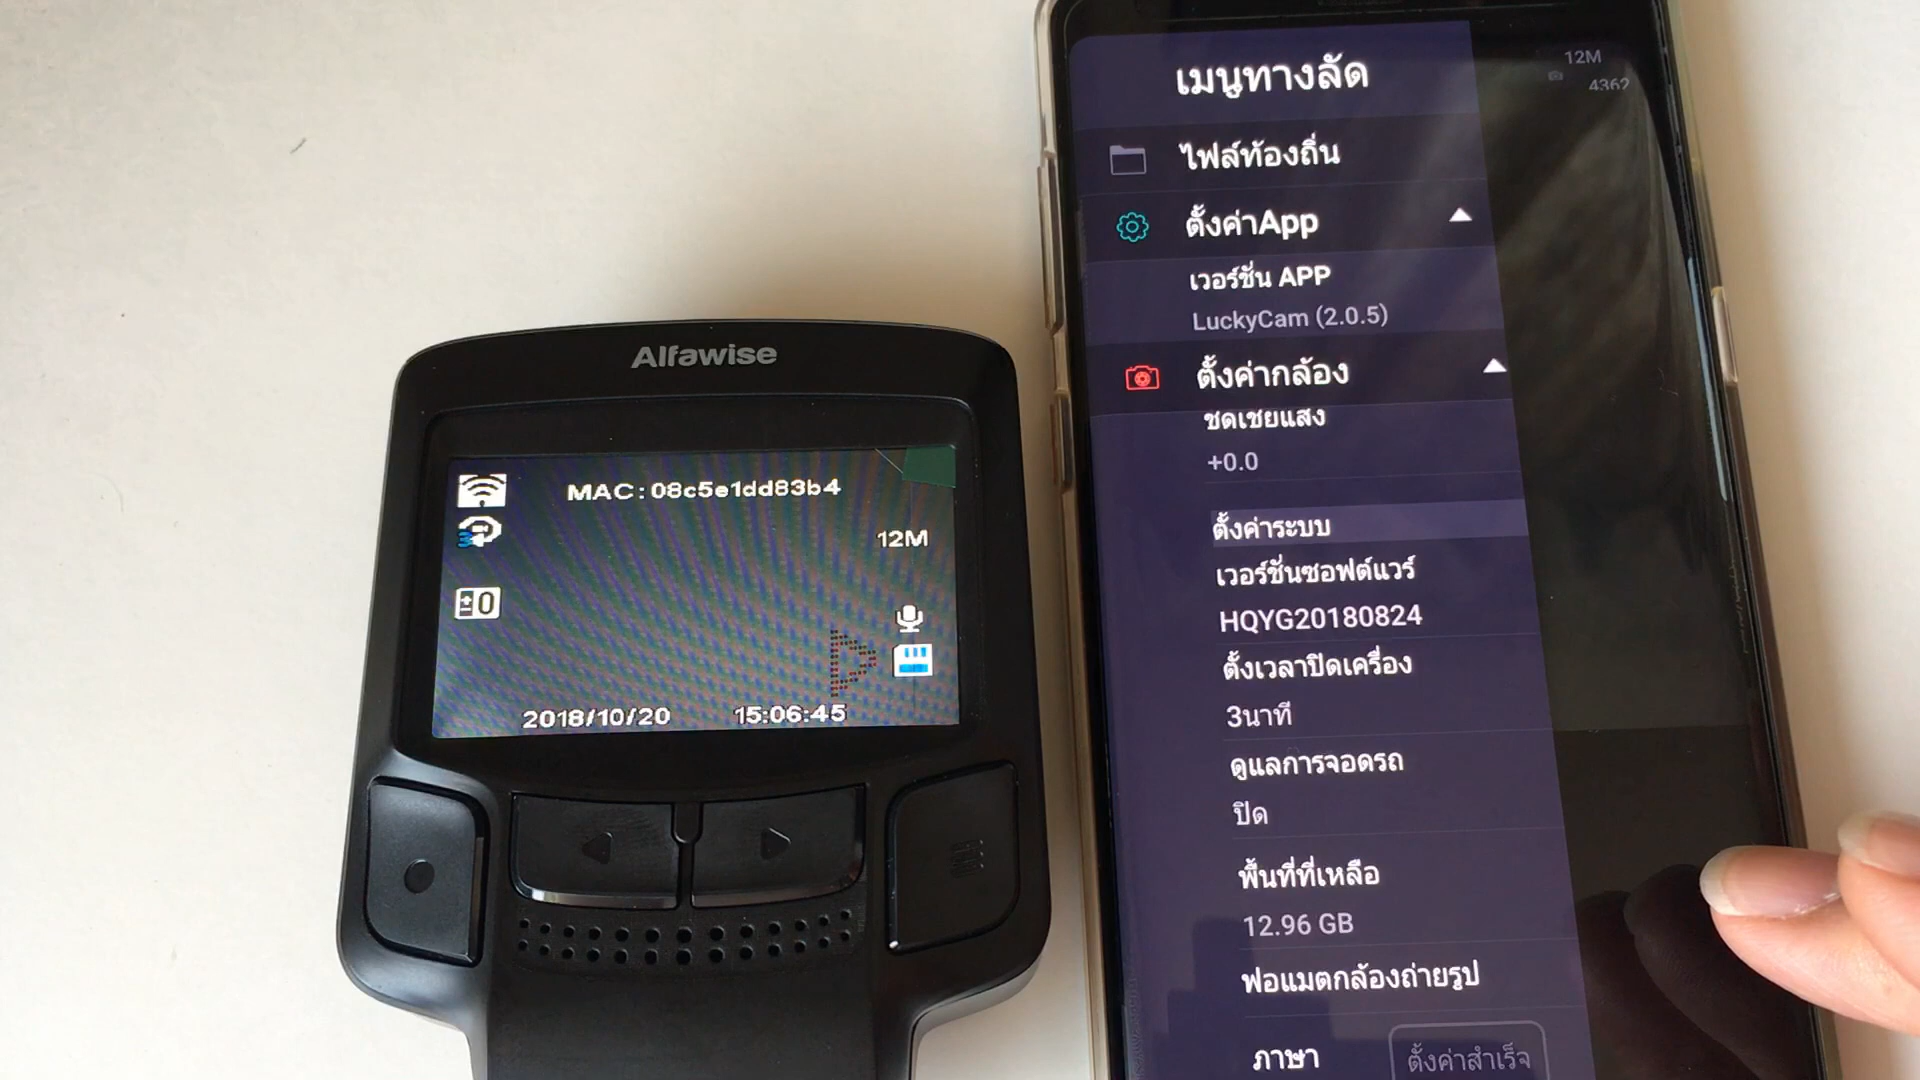 Alfawise
MAC:08c5e1dd83b4
12M
0
2018/10/20 15:06:45
12M
4362
เมนูทางลัด
ไฟล์ท้องถิ่น
ตั้งค่าApp
เวอร์ชั่น APP
LuckyCam (2.0.5)
ตั้งค่ากล้อง
ชดเชยแสง
+0.0
ตั้งค่าระบบ
เวอร์ชั่นซอฟต์แวร์
HQYG20180824
ตั้งเวลาปิดเครื่อง
3นาที
ดูแลการจอดรถ
ปิด
พื้นที่ที่เหลือ
12.96 GB
ฟอแมตกล้องถ่ายรูป
ภาษา
ตั้งค่าสำเร็จ